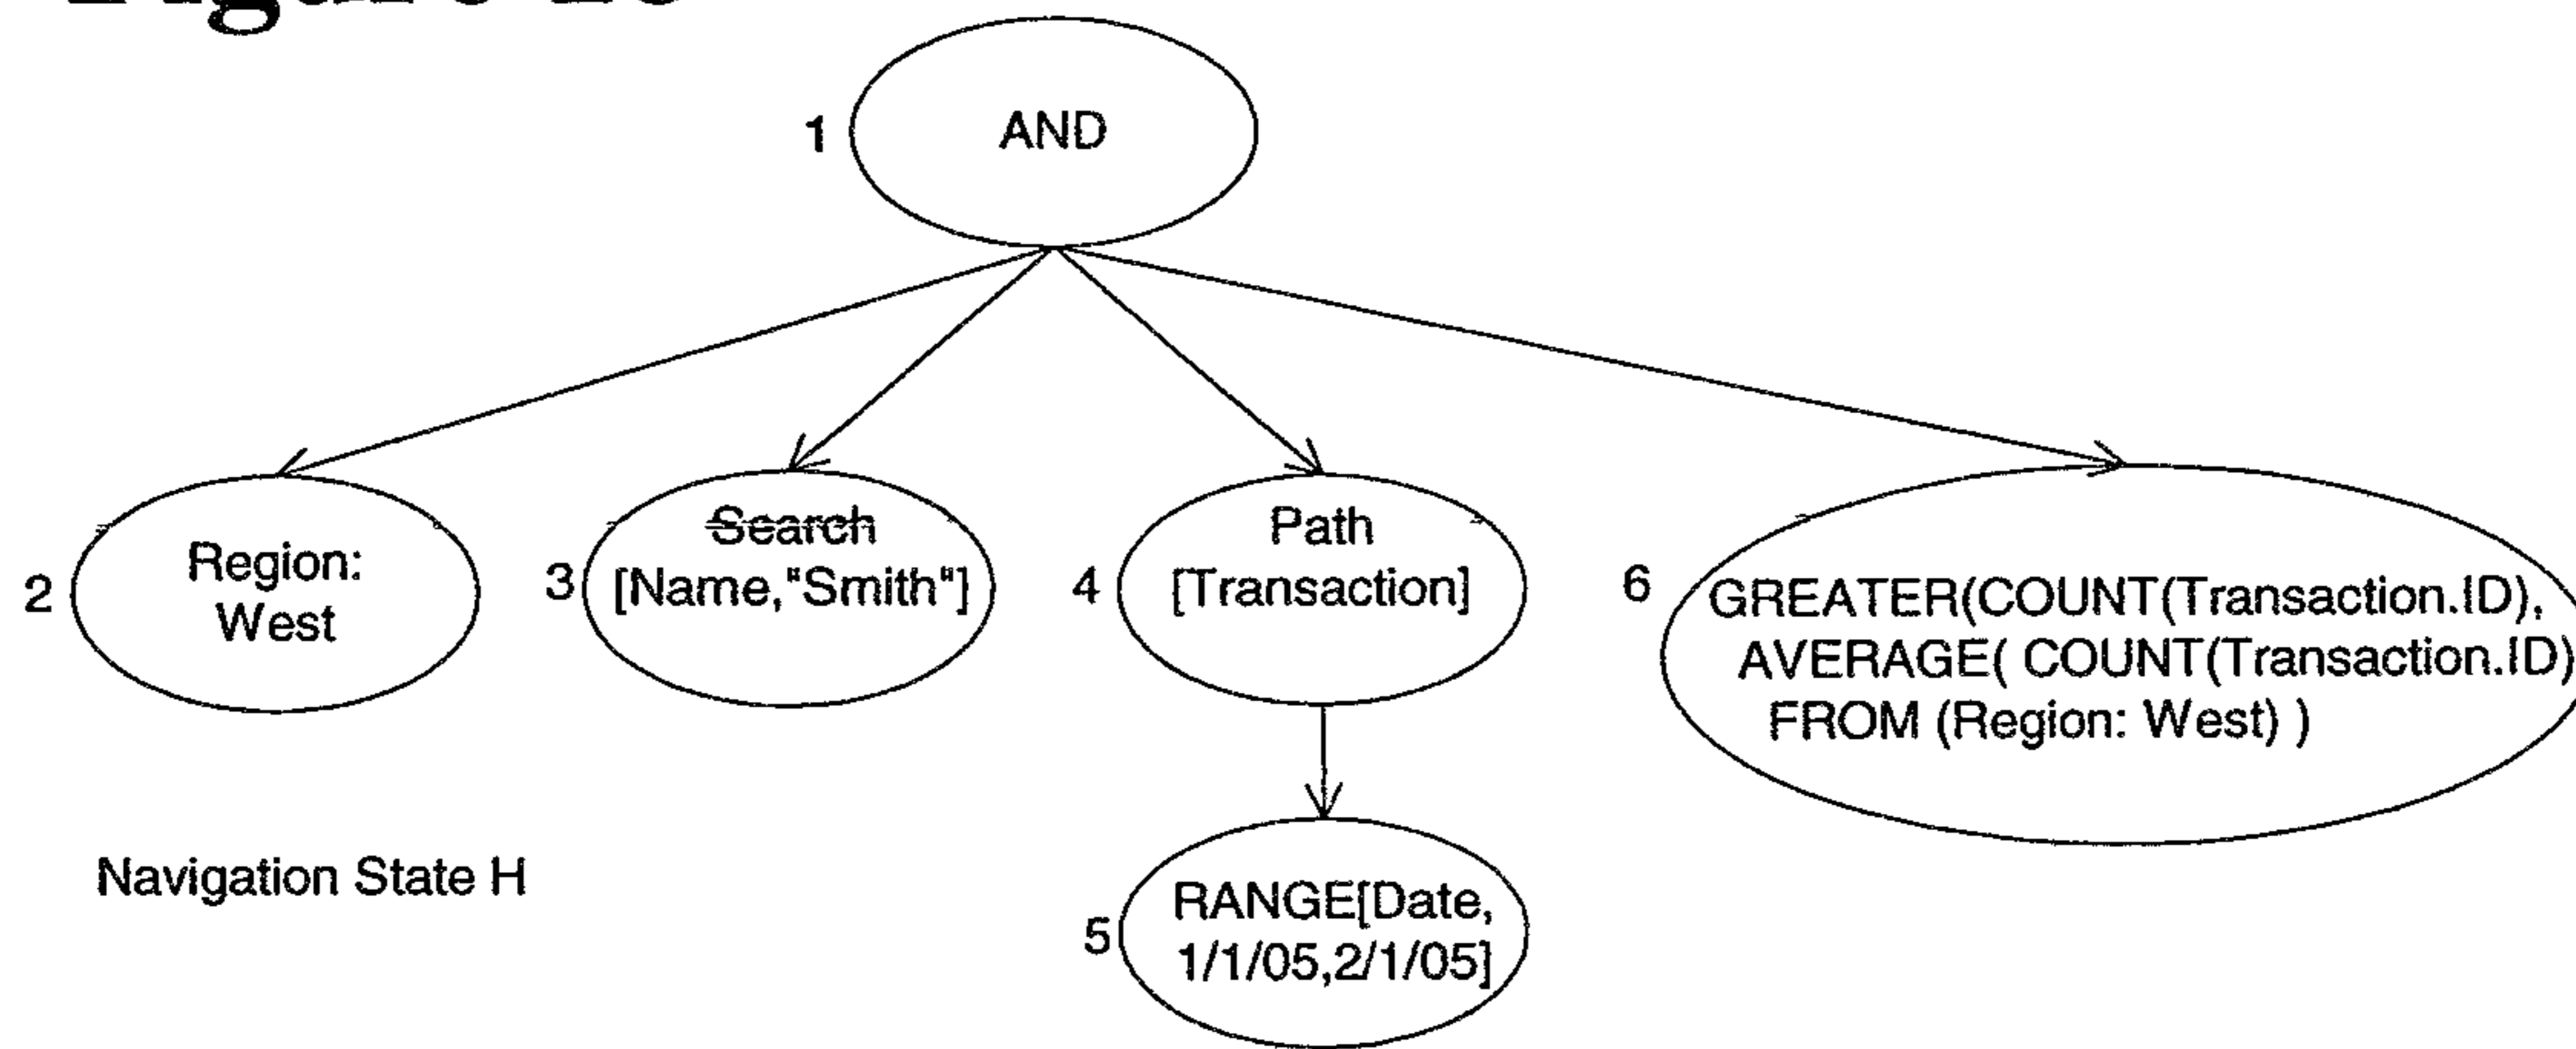 1
AND
2
Region:
West
3
Search
[Name,"Smith"]
4
Path
[Transaction]
6
GREATER(COUNT(Transaction.ID),
AVERAGE( COUNT(Transaction.ID)
FROM (Region: West) )
Navigation State H
5
RANGE[Date,
1/1/05,2/1/05]